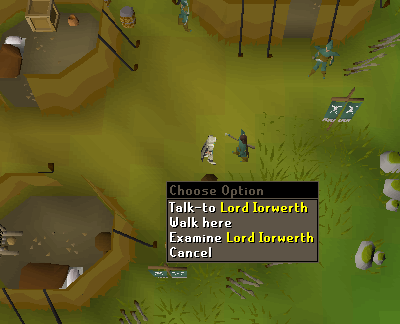 Choose Option
Talk-to Lord Iorwerth
Walk here
Examine Lord Iorwerth
Cancel